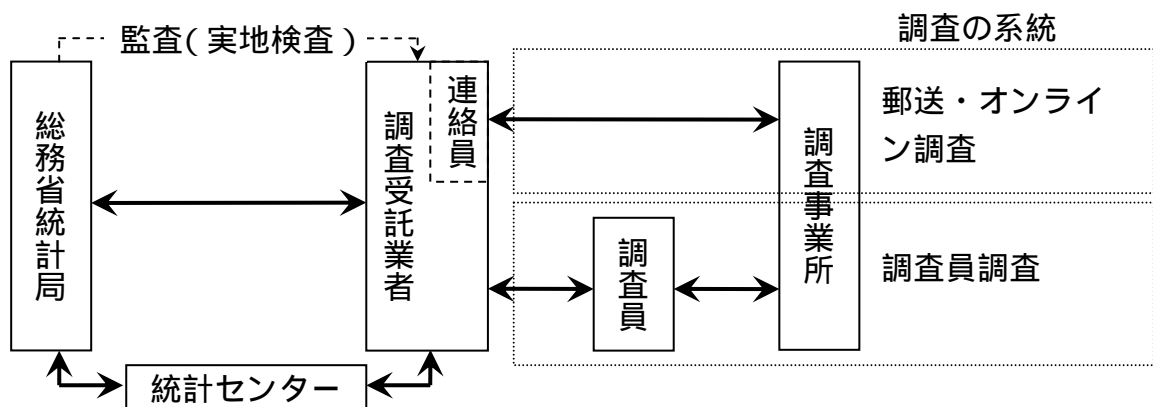 監査(実地検査)
調査の系統
総務省統計局
調査受託業者
連絡員
調査事業所
郵送・オンライ
ン調査
調査員
調査員調査
統計センター